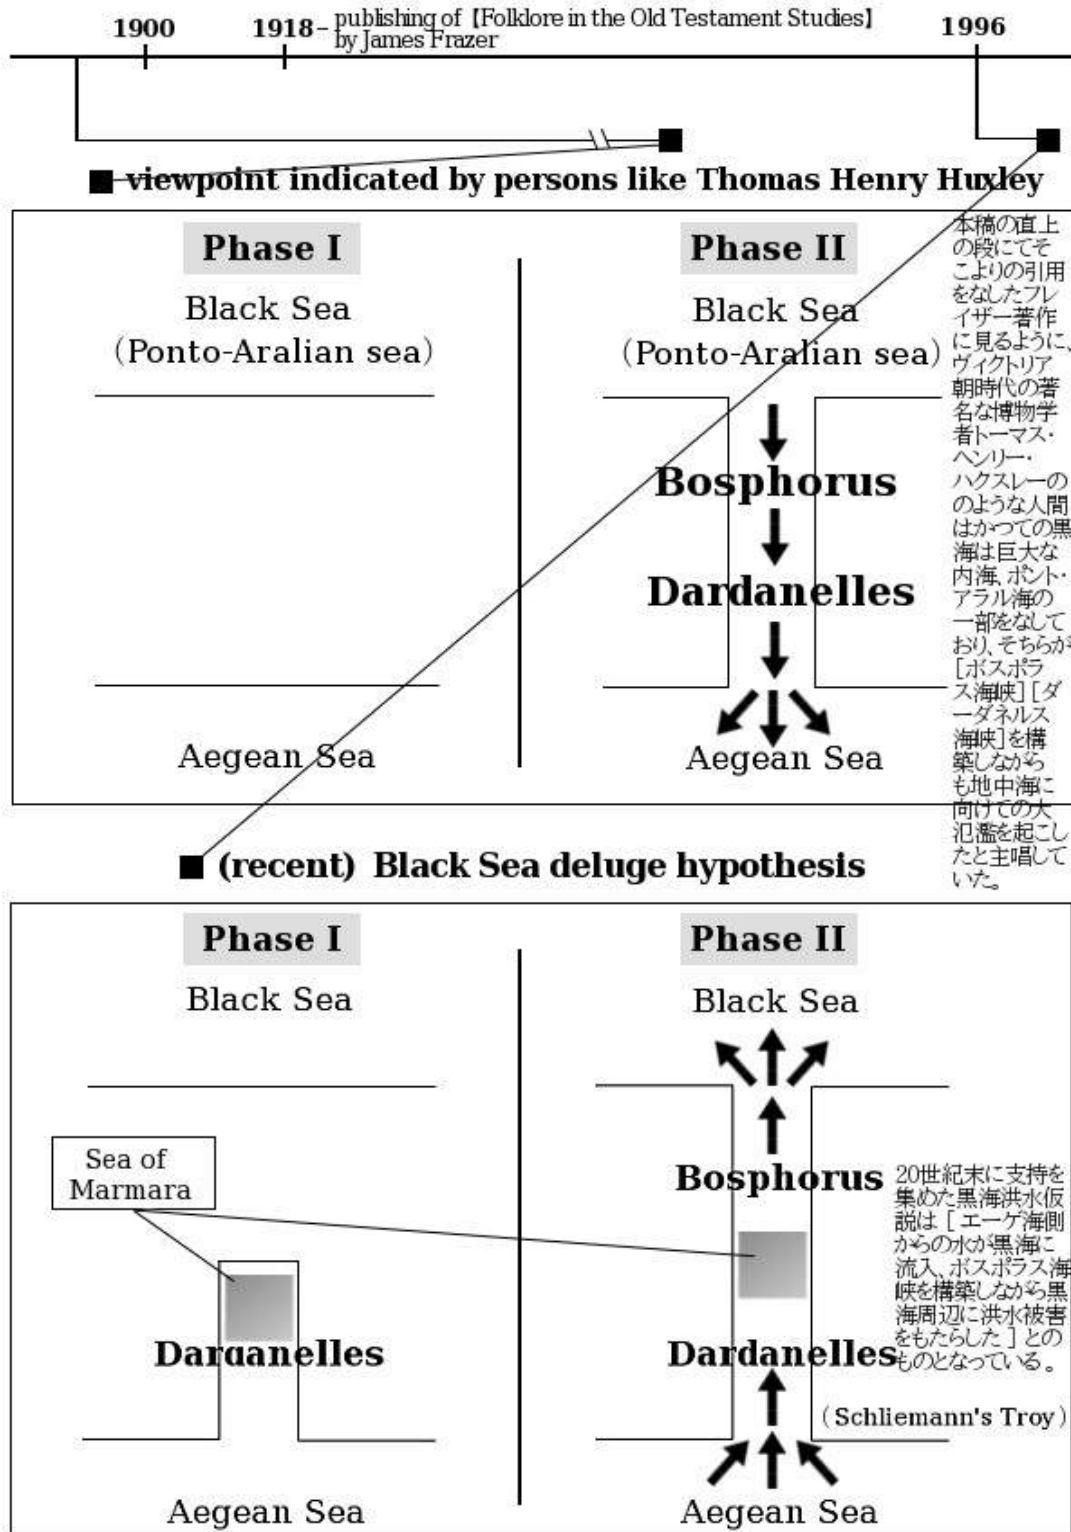 1900
1918
publishing of【Folklore in the Old Testament Studies】
by James Frazer
1996
■ viewpoint indicated by persons like Thomas Henry Huxley
Phase I
Black Sea
(Ponto-Aralian sea)
Aegean Sea
Phase II
Black Sea
(Ponto-Aralian sea)
Bosphorus
Dardanelles
Aegean Sea
本稿の直上
の段にてそ
こよりの引用
をなしたフレ
イザー著作
に見るように、
ヴィクトリア
朝時代の著
名な博物学
者トーマス・
ヘンリー・
ハクスレーの
のような人間
はかつての黒
海は巨大な
内海、ポント・
アラル海の
一部をなして
おり、そちらが
[ボスポラ
ス海峡][ダ
ーダネルス
海峡]を構
築しながら
も地中海に
向けての大
氾濫を起こし
たと主唱して
いた。
■ (recent) Black Sea deluge hypothesis
Phase I
Black Sea
Sea of
Marmara
Dardanelles
Aegean Sea
Phase II
Black Sea
Bosphorus
Dardanelles
(Schliemann's Troy)
Aegean Sea
20世紀末に支持を
集めた黒海洪水仮
説は［エーゲ海側
からの水が黒海に
流入、ボスポラス海
峡を構築しながら黒
海周辺に洪水被害
をもたらした］との
ものとなっている。